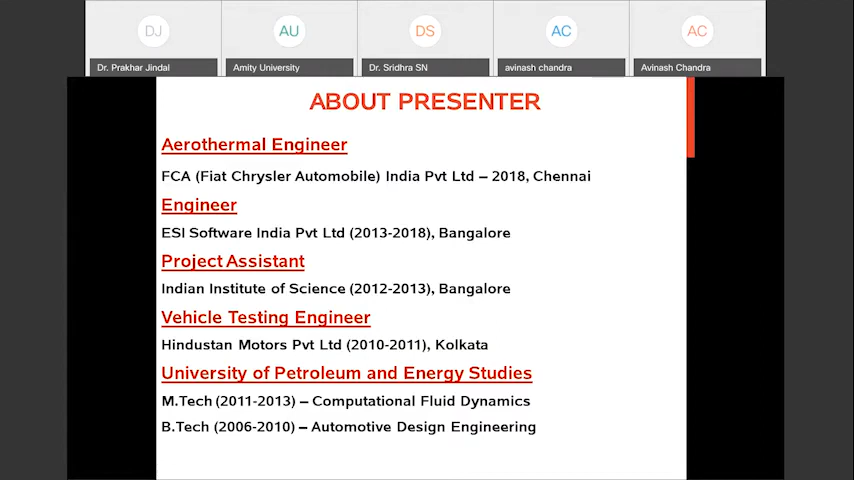 DJ
AU
DS
AC
AC
Dr. Prakhar Jindal
Amity University
Dr. Sridhra SN
avinash chandra
Avinash Chandra
ABOUT PRESENTER
Aerothermal Engineer
FCA (Fiat Chrysler Automobile) India Pvt Ltd – 2018, Chennai
Engineer
ESI Software India Pvt Ltd (2013-2018), Bangalore
Project Assistant
Indian Institute of Science (2012-2013), Bangalore
Vehicle Testing Engineer
Hindustan Motors Pvt Ltd (2010-2011), Kolkata
University of Petroleum and Energy Studies
M.Tech (2011-2013) – Computational Fluid Dynamics
B.Tech (2006-2010) – Automotive Design Engineering